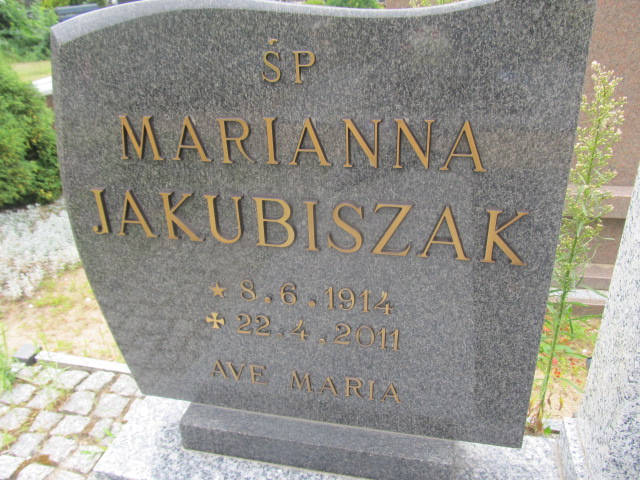 ŚP
MARIANNA
JAKUBISZAK
8.6.1914
22.4.2011
AVE MARIA